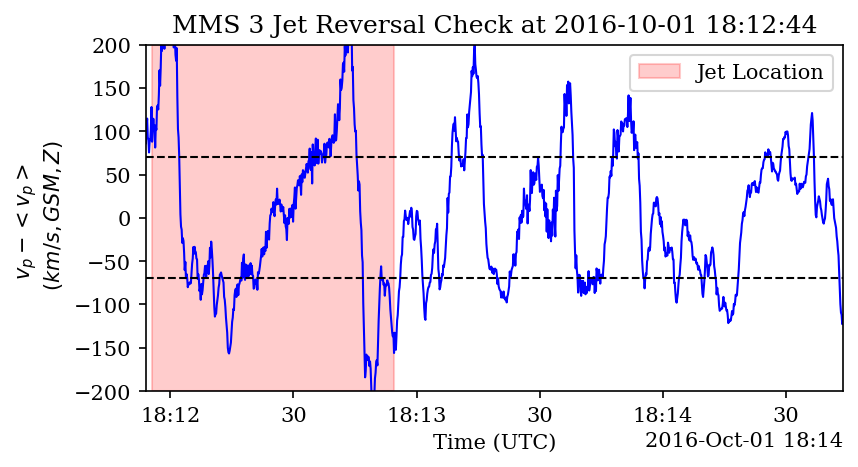 MMS 3 Jet Reversal Check at 2016-10-01 18:12:44
Jet Location
200
150
100
50
0
−50
−100
−150
−200
v_p − <v_p>
(km/s, GSM, Z)
18:12 30 18:13 30 18:14 30
Time (UTC)
2016-Oct-01 18:14